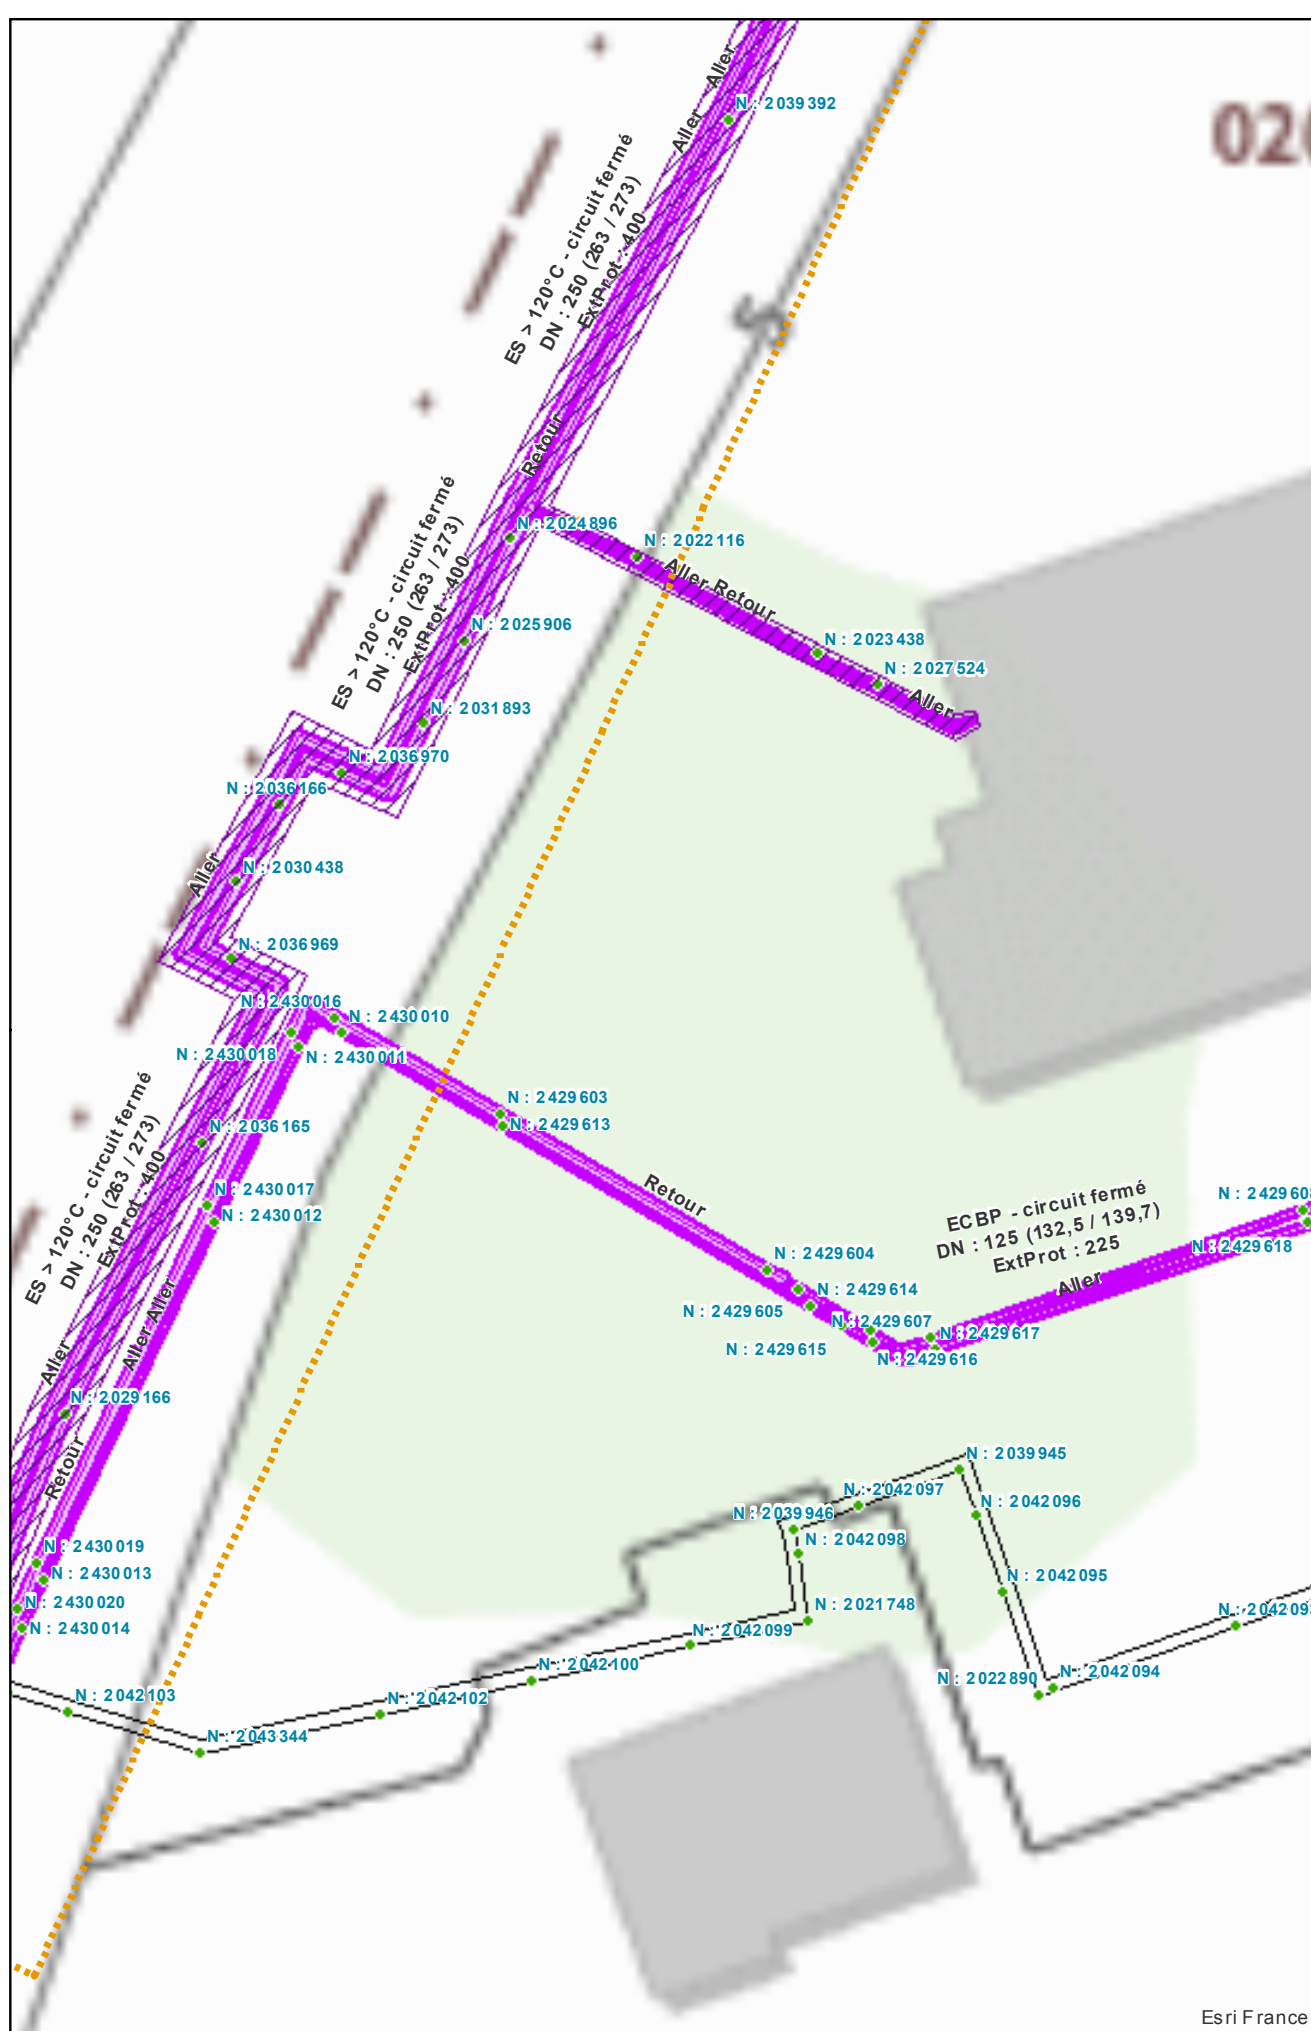 N : 2039392
Aller
Aller
020
ES > 120°C - circuit fermé
DN : 250 (263 / 273)
ExtProt : 400
S
Retour
N : 2024896
N : 2022116
Aller Retour
ES > 120°C - circuit fermé
DN : 250 (263 / 273)
ExtProt : 400
N : 2025906
N : 2023438
N : 2027524
Aller
N : 2031893
N : 2036970
N : 2036166
Aller
N : 2030438
N : 2036969
N : 2430016
N : 2430010
N : 2430018
N : 2430011
ES > 120°C - circuit fermé
DN : 250 (263 / 273)
ExtProt : 400
N : 2429603
N : 2429613
N : 2036165
N : 2430017
N : 2430012
Retour
ECBP - circuit fermé
DN : 125 (132,5 / 139,7)
ExtProt : 225
Aller
N : 2429608
N : 2429618
N : 2429604
N : 2429614
N : 2429605
N : 2429607
N : 2429615
N : 2429617
N : 2429616
Aller Aller
Aller
N : 2029166
Retour
N : 2039945
N : 2042097
N : 2042096
N : 2039946
N : 2042098
N : 2430019
N : 2430013
N : 2042095
N : 2430020
N : 2430014
N : 2021748
N : 2042099
N : 204209
N : 2042100
N : 2022890
N : 2042094
N : 2042103
N : 2042102
N : 2043344
Esri France